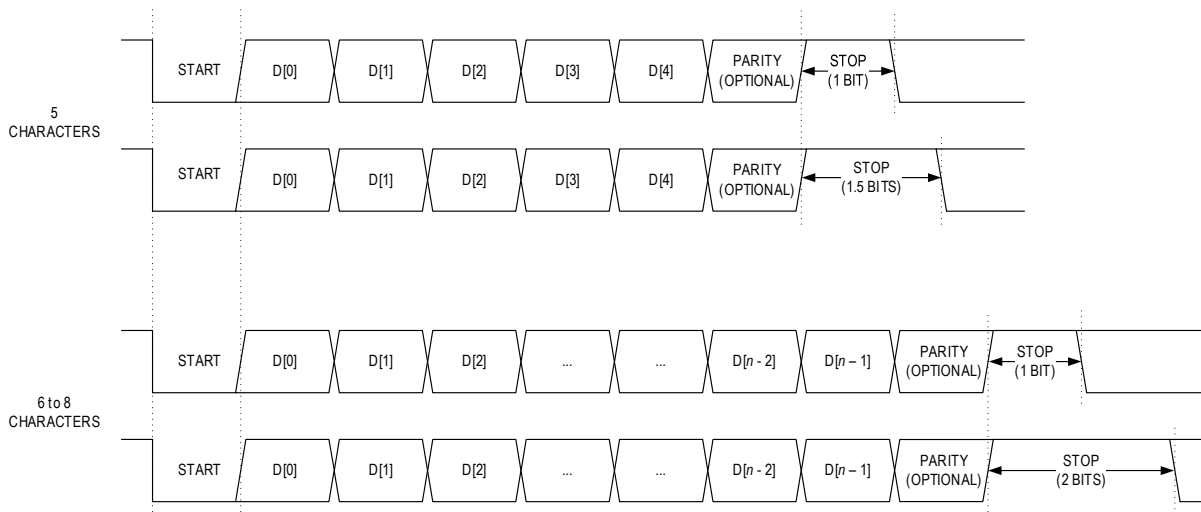 START D[0] D[1] D[2] D[3] D[4] PARITY STOP
(OPTIONAL) (1 BIT)
5
CHARACTERS
START D[0] D[1] D[2] D[3] D[4] PARITY STOP
(OPTIONAL) (1.5 BITS)
START D[0] D[1] D[2] ... ... D[n - 2] D[n – 1] PARITY STOP
(OPTIONAL) (1 BIT)
6 to 8
CHARACTERS
START D[0] D[1] D[2] ... ... D[n - 2] D[n – 1] PARITY STOP
(OPTIONAL) (2 BITS)